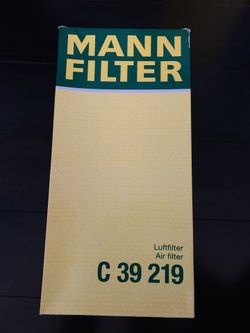 MANN
FILTER
Luftfilter
Air filter
C 39 219